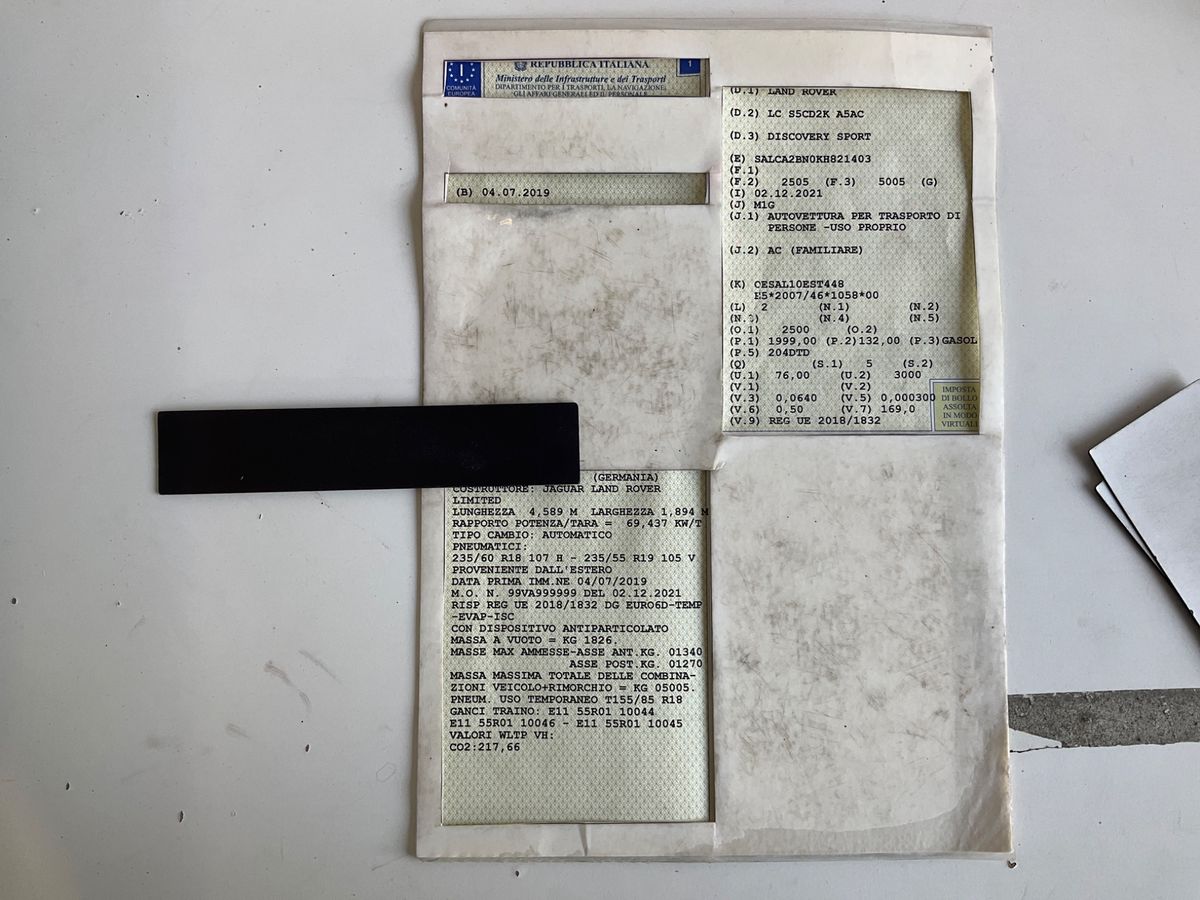 I
COMUNITÀ
EUROPEA
REPUBBLICA ITALIANA
Ministero delle Infrastrutture e dei Trasporti
DIPARTIMENTO PER I TRASPORTI, LA NAVIGAZIONE,
GLI AFFARI GENERALI ED IL PERSONALE
1
(B) 04.07.2019
(GERMANIA)
COSTRUTTORE: JAGUAR LAND ROVER
LIMITED
LUNGHEZZA 4,589 M LARGHEZZA 1,894 M
RAPPORTO POTENZA/TARA = 69,437 KW/T
TIPO CAMBIO: AUTOMATICO
PNEUMATICI:
235/60 R18 107 H - 235/55 R19 105 V
PROVENIENTE DALL'ESTERO
DATA PRIMA IMM.NE 04/07/2019
M.O. N. 99VA999999 DEL 02.12.2021
RISP REG UE 2018/1832 DG EURO6D-TEMP
-EVAP-ISC
CON DISPOSITIVO ANTIPARTICOLATO
MASSA A VUOTO = KG 1826.
MASSE MAX AMMESSE-ASSE ANT.KG. 01340
ASSE POST.KG. 01270
MASSA MASSIMA TOTALE DELLE COMBINA-
ZIONI VEICOLO+RIMORCHIO = KG 05005.
PNEUM. USO TEMPORANEO T155/85 R18
GANCI TRAINO: E11 55R01 10044
E11 55R01 10046 - E11 55R01 10045
VALORI WLTP VH:
CO2:217,66
(D.1) LAND ROVER
(D.2) LC S5CD2K A5AC
(D.3) DISCOVERY SPORT
(E) SALCA2BN0KH821403
(F.1)
(F.2) 2505 (F.3) 5005 (G)
(I) 02.12.2021
(J) M1G
(J.1) AUTOVETTURA PER TRASPORTO DI
PERSONE -USO PROPRIO
(J.2) AC (FAMILIARE)
(K) CESAL10EST448
E5*2007/46*1058*00
(L) 2 (N.1) (N.2)
(N.3) (N.4) (N.5)
(O.1) 2500 (O.2)
(P.1) 1999,00 (P.2)132,00 (P.3)GASOL
(P.5) 204DTD
(Q) (S.1) 5 (S.2)
(U.1) 76,00 (U.2) 3000
(V.1) (V.2)
(V.3) 0,0640 (V.5) 0,000300
(V.6) 0,50 (V.7) 169,0
(V.9) REG UE 2018/1832
IMPOSTA
DI BOLLO
ASSOLTA
IN MODO
VIRTUALE